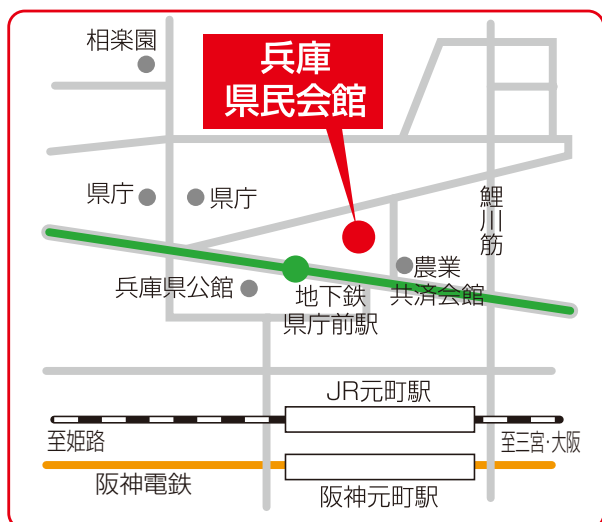 相楽園
兵庫
県民会館
県庁
県庁
鯉川筋
兵庫県公館
地下鉄
県庁前駅
農業
共済会館
JR元町駅
至姫路
至三宮・大阪
阪神電鉄
阪神元町駅